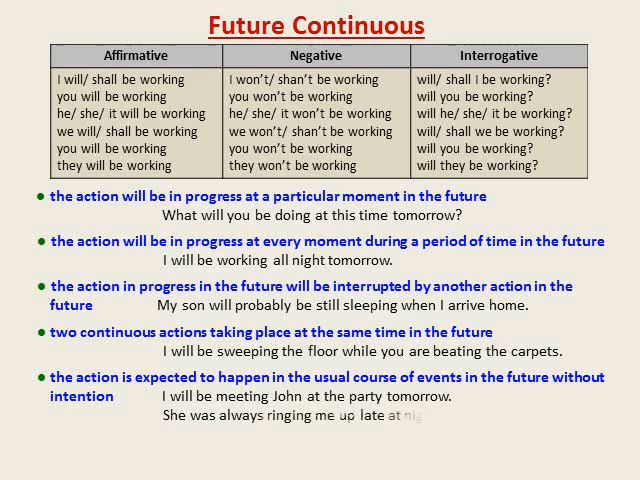 Future Continuous
Affirmative
I will/ shall be working
you will be working
he/ she/ it will be working
we will/ shall be working
you will be working
they will be working
Negative
I won't/ shan't be working
you won't be working
he/ she/ it won't be working
we won't/ shan't be working
you won't be working
they won't be working
Interrogative
will/ shall I be working?
will you be working?
will he/ she/ it be working?
will/ shall we be working?
will you be working?
will they be working?
• the action will be in progress at a particular moment in the future
What will you be doing at this time tomorrow?
• the action will be in progress at every moment during a period of time in the future
I will be working all night tomorrow.
• the action in progress in the future will be interrupted by another action in the
future My son will probably be still sleeping when I arrive home.
• two continuous actions taking place at the same time in the future
I will be sweeping the floor while you are beating the carpets.
• the action is expected to happen in the usual course of events in the future without
intention I will be meeting John at the party tomorrow.
She was always ringing me up late at